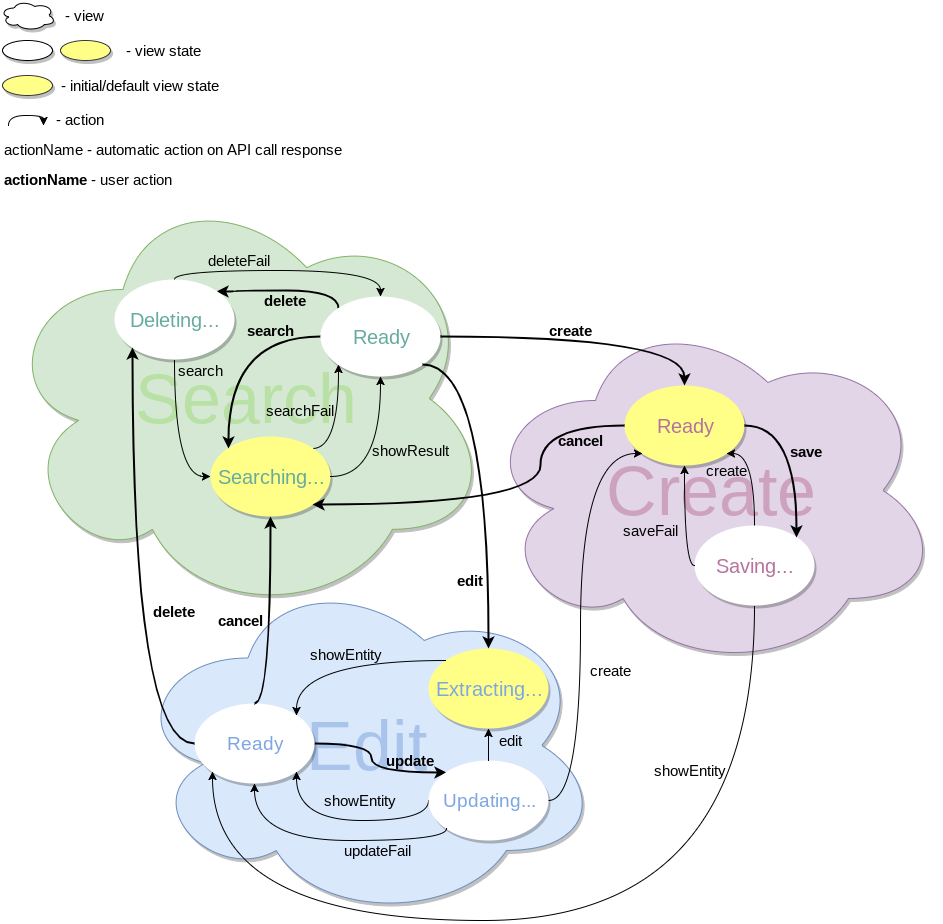 - view
- view state
- initial/default view state
- action
actionName - automatic action on API call response
actionName - user action
deleteFail
delete
Deleting...
search
Ready
create
search
Search
searchFail
showResult
Searching...
Ready
cancel
save
create
Create
saveFail
Saving...
edit
delete
cancel
showEntity
create
Extracting...
Ready
Edit
edit
update
showEntity
Updating...
showEntity
updateFail